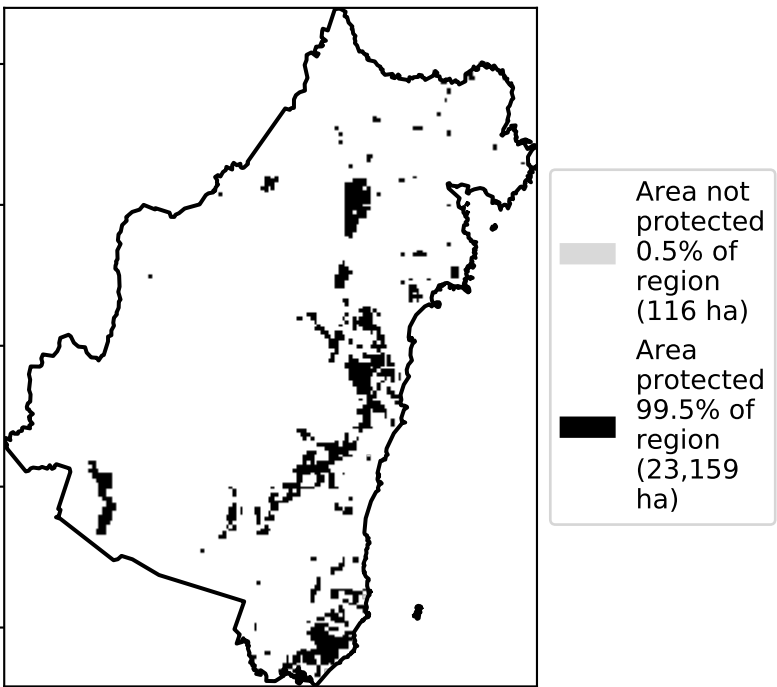 Area not
protected
0.5% of
region
(116 ha)
Area
protected
99.5% of
region
(23,159
ha)